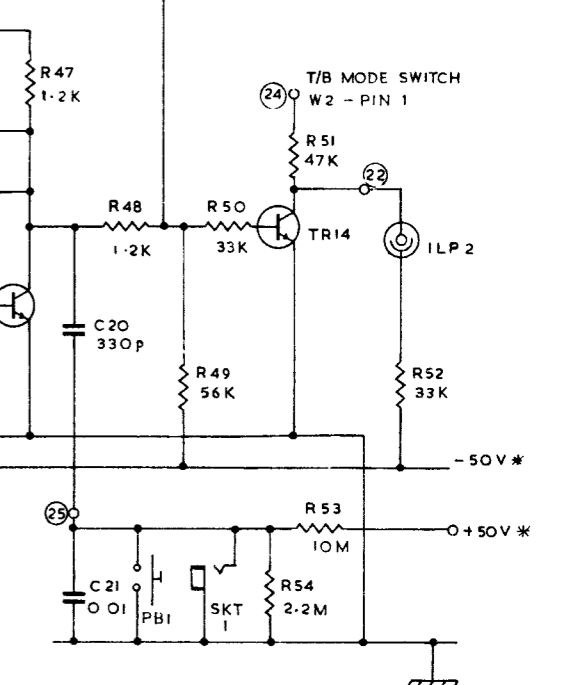 R47
1·2K
24
T/B MODE SWITCH
W2 - PIN 1
R51
47K
22
R48
1·2K
R50
33K
TR14
ILP2
C20
330p
R49
56K
R52
33K
-50V*
25
R53
10M
+50V*
C21
0·01
PB1
SKT
1
R54
2·2M